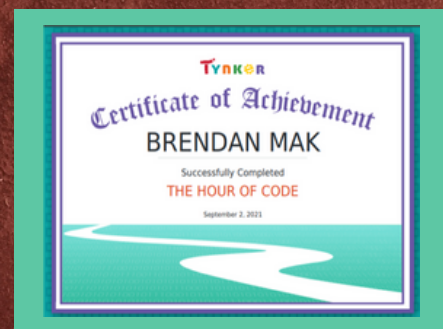 TYNKER
Certificate of Achievement
BRENDAN MAK
Successfully Completed
THE HOUR OF CODE
September 2, 2021